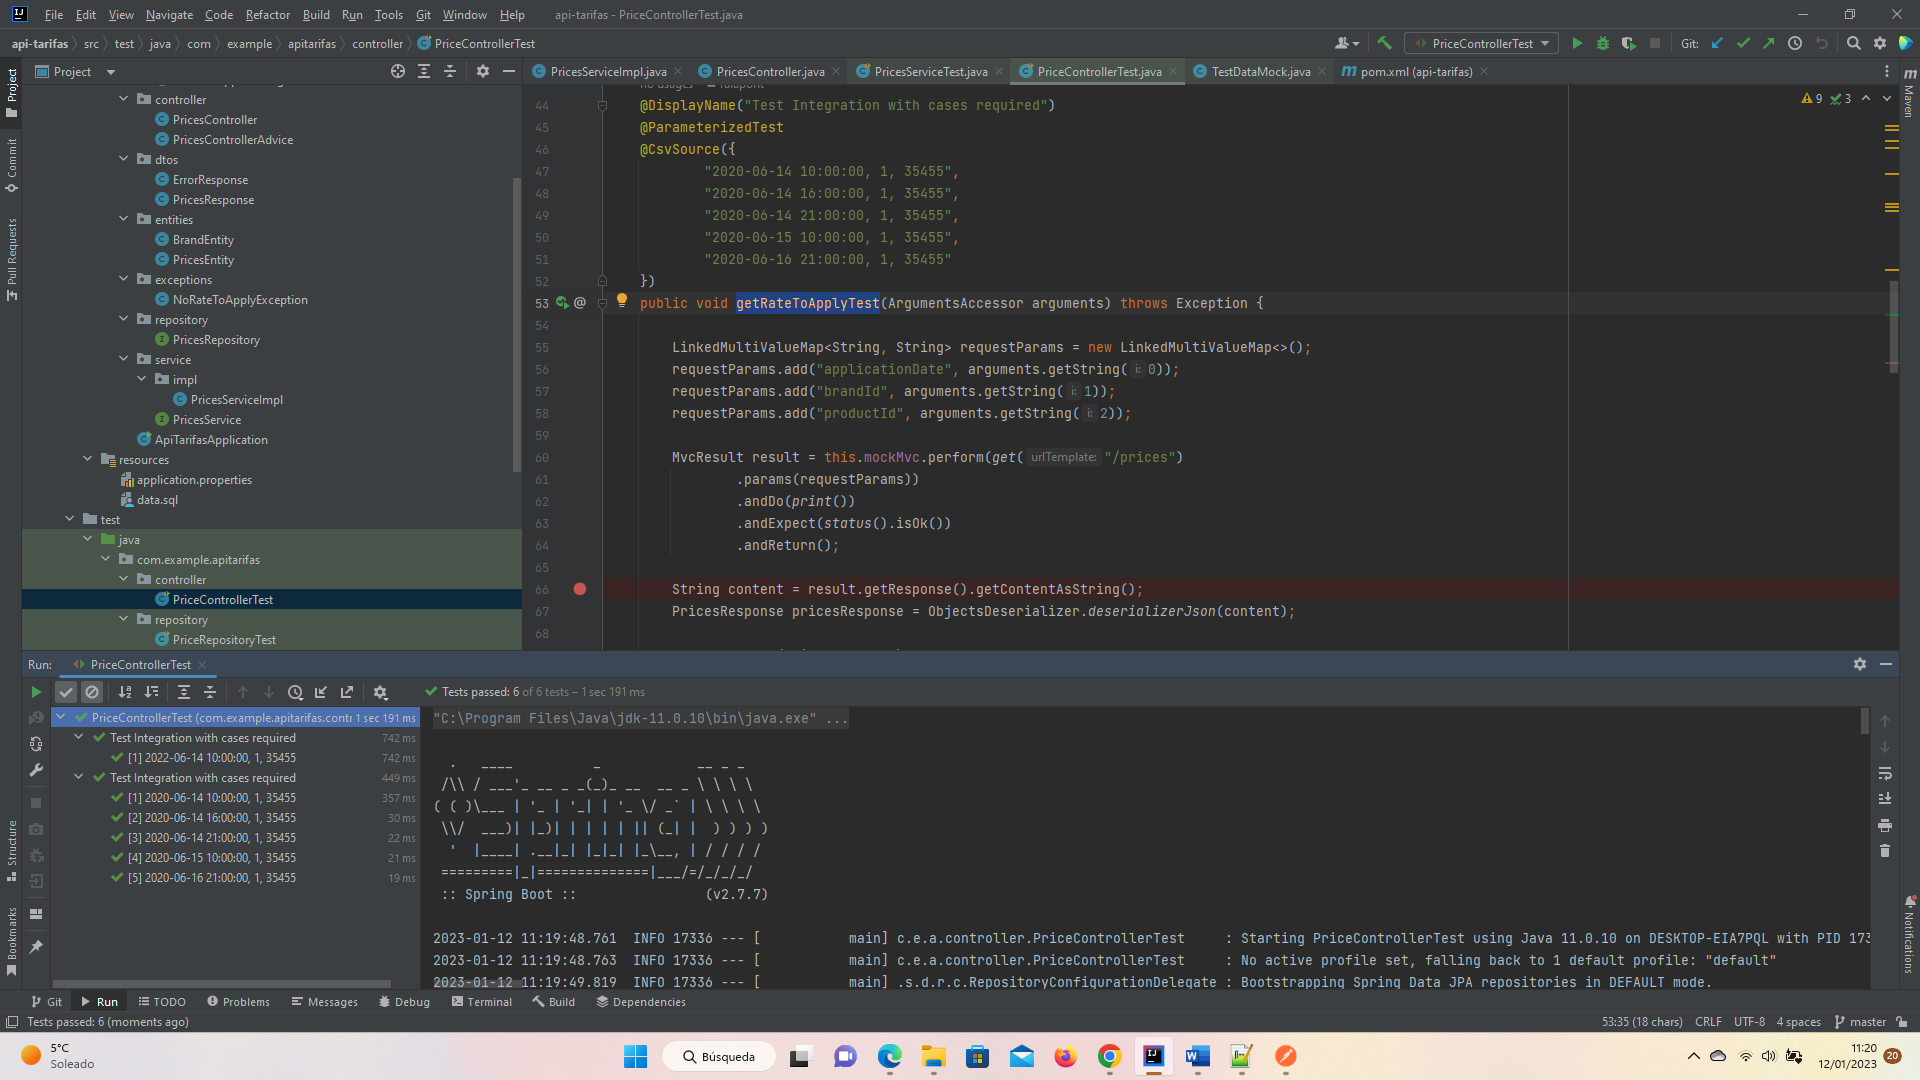 File Edit View Navigate Code Refactor Build Run Tools Git Window Help api-tarifas - PriceControllerTest.java
api-tarifas src test java com example apitarifas controller PriceControllerTest
PriceControllerTest Git:
Project
PricesServiceImpl.java PricesController.java PricesServiceTest.java PriceControllerTest.java TestDataMock.java pom.xml (api-tarifas)
Project
Commit
Pull Requests
Structure
Bookmarks
Maven
Notifications
controller
PricesController
PricesControllerAdvice
dtos
ErrorResponse
PricesResponse
entities
BrandEntity
PricesEntity
exceptions
NoRateToApplyException
repository
PricesRepository
service
impl
PricesServiceImpl
PricesService
ApiTarifasApplication
resources
application.properties
data.sql
test
java
com.example.apitarifas
controller
PriceControllerTest
repository
PriceRepositoryTest
9 3
44 @DisplayName("Test Integration with cases required")
45 @ParameterizedTest
46 @CsvSource({
47 "2020-06-14 10:00:00, 1, 35455",
48 "2020-06-14 16:00:00, 1, 35455",
49 "2020-06-14 21:00:00, 1, 35455",
50 "2020-06-15 10:00:00, 1, 35455",
51 "2020-06-16 21:00:00, 1, 35455"
52 })
53 public void getRateToApplyTest(ArgumentsAccessor arguments) throws Exception {
54
55 LinkedMultiValueMap<String, String> requestParams = new LinkedMultiValueMap<>();
56 requestParams.add("applicationDate", arguments.getString( i: 0));
57 requestParams.add("brandId", arguments.getString( i: 1));
58 requestParams.add("productId", arguments.getString( i: 2));
59
60 MvcResult result = this.mockMvc.perform(get( urlTemplate: "/prices")
61 .params(requestParams))
62 .andDo(print())
63 .andExpect(status().isOk())
64 .andReturn();
65
66 String content = result.getResponse().getContentAsString();
67 PricesResponse pricesResponse = ObjectsDeserializer.deserializerJson(content);
68
Run: PriceControllerTest
Tests passed: 6 of 6 tests – 1 sec 191 ms
PriceControllerTest (com.example.apitarifas.contr 1 sec 191 ms
Test Integration with cases required 742 ms
[1] 2022-06-14 10:00:00, 1, 35455 742 ms
Test Integration with cases required 449 ms
[1] 2020-06-14 10:00:00, 1, 35455 357 ms
[2] 2020-06-14 16:00:00, 1, 35455 30 ms
[3] 2020-06-14 21:00:00, 1, 35455 22 ms
[4] 2020-06-15 10:00:00, 1, 35455 21 ms
[5] 2020-06-16 21:00:00, 1, 35455 19 ms
"C:\Program Files\Java\jdk-11.0.10\bin\java.exe" ...
:: Spring Boot :: (v2.7.7)
2023-01-12 11:19:48.761 INFO 17336 --- [ main] c.e.a.controller.PriceControllerTest : Starting PriceControllerTest using Java 11.0.10 on DESKTOP-EIA7PQL with PID 173
2023-01-12 11:19:48.763 INFO 17336 --- [ main] c.e.a.controller.PriceControllerTest : No active profile set, falling back to 1 default profile: "default"
2023-01-12 11:19:49.819 INFO 17336 --- [ main] .s.d.r.c.RepositoryConfigurationDelegate : Bootstrapping Spring Data JPA repositories in DEFAULT mode.
Git Run TODO Problems Messages Debug Terminal Build Dependencies
Tests passed: 6 (moments ago) 53:35 (18 chars) CRLF UTF-8 4 spaces master
5°C
Soleado
Búsqueda
11:20
12/01/2023
20